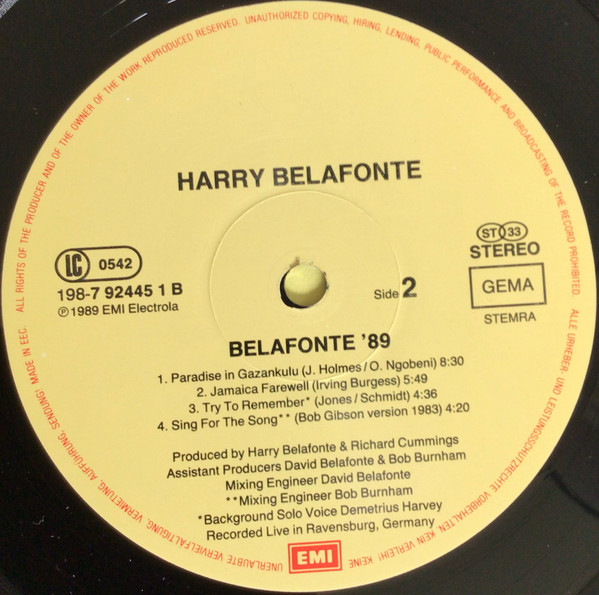 ALL RIGHTS OF THE PRODUCER AND OF THE OWNER OF THE WORK REPRODUCED RESERVED. UNAUTHORIZED COPYING, HIRING, LENDING, PUBLIC PERFORMANCE AND BROADCASTING OF THE RECORD PROHIBITED.
HARRY BELAFONTE
LC 0542
198-7 92445 1 B
℗ 1989 EMI Electrola
ST 33
STEREO
GEMA
STEMRA
Side 2
BELAFONTE '89
1. Paradise in Gazankulu (J. Holmes/O. Ngobeni) 8:30
2. Jamaica Farewell (Irving Burgess) 5:49
3. Try To Remember* (Jones/Schmidt) 4:36
4. Sing For The Song** (Bob Gibson version 1983) 4:20
Produced by Harry Belafonte & Richard Cummings
Assistant Producers David Belafonte & Bob Burnham
Mixing Engineer David Belafonte
**Mixing Engineer Bob Burnham
*Background Solo Voice Demetrius Harvey
Recorded Live in Ravensburg, Germany
EMI
ALLE URHEBER- UND LEISTUNGSSCHUTZRECHTE VORBEHALTEN. KEIN VERLEIH! KEINE UNERLAUBTE VERVIELFÄLTIGUNG, VERMIETUNG, AUFFÜHRUNG, SENDUNG! MADE IN EEC.